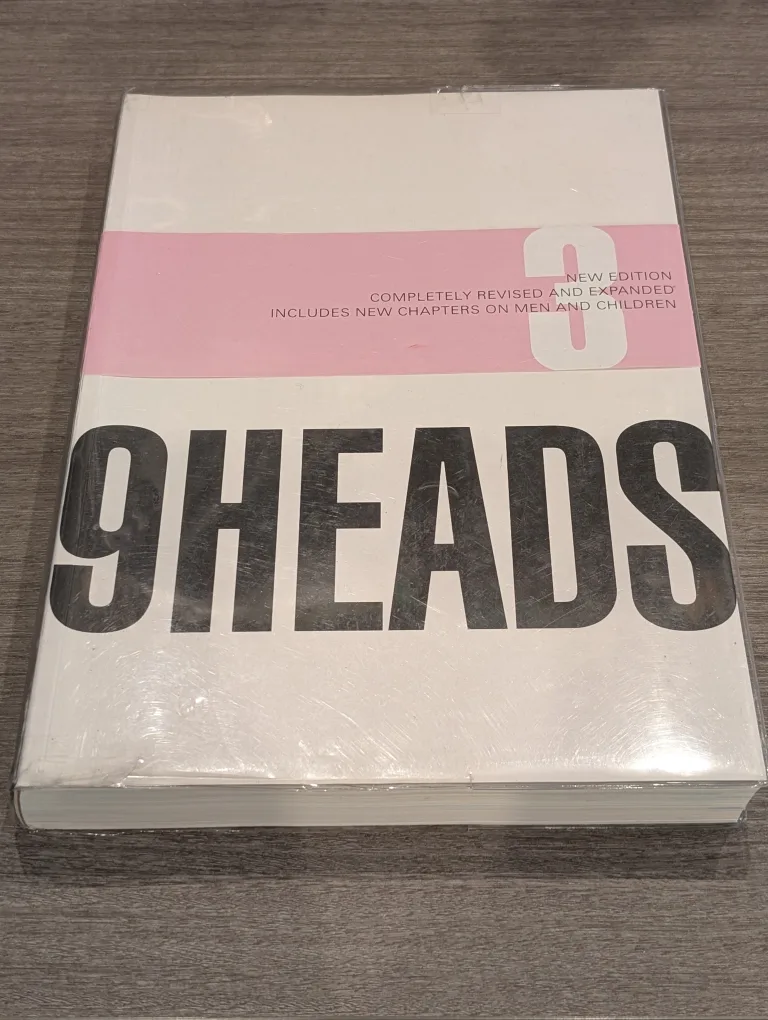 3
NEW EDITION
COMPLETELY REVISED AND EXPANDED
INCLUDES NEW CHAPTERS ON MEN AND CHILDREN
9HEADS